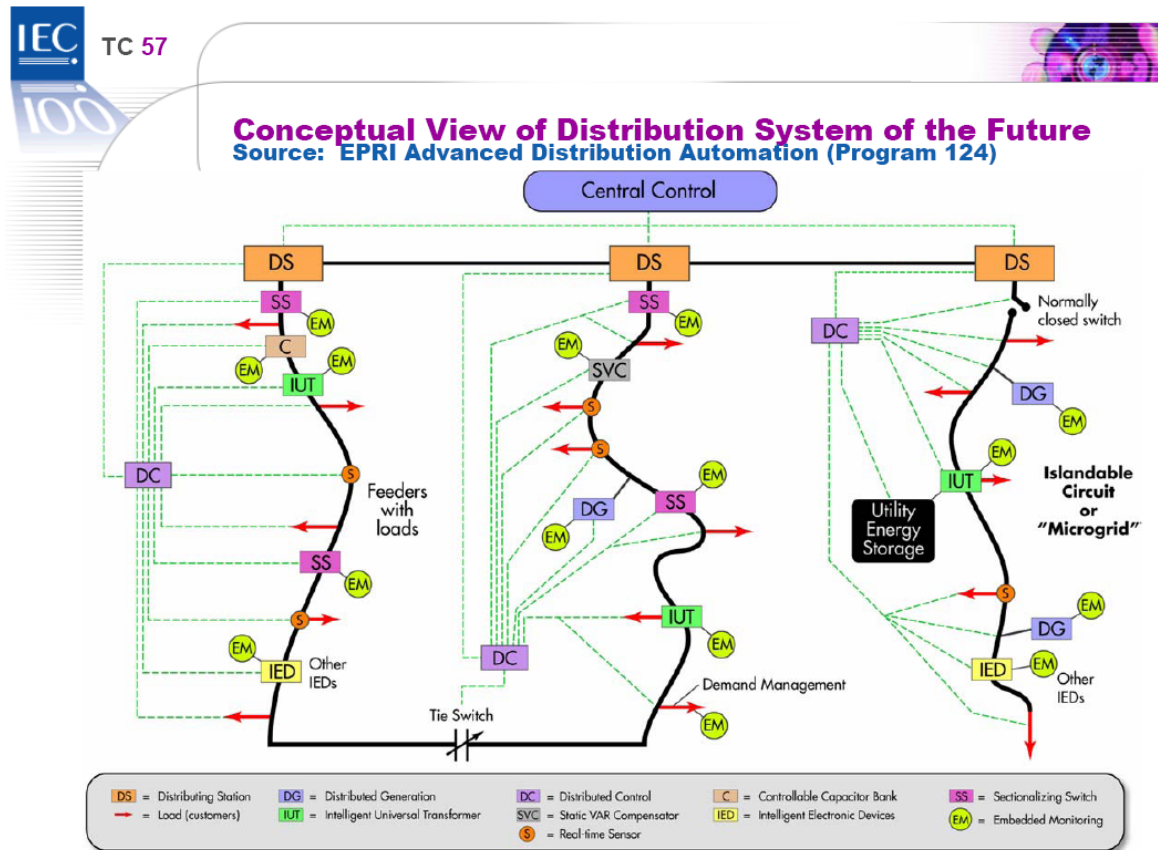 IEC
TC 57
100
Conceptual View of Distribution System of the Future
Source: EPRI Advanced Distribution Automation (Program 124)
Central Control
DS
DS
DS
SS
EM
C
EM
EM
IUT
DC
S
Feeders
with
loads
SS
EM
S
EM
IED
Other
IEDs
SS
EM
EM
SVC
S
S
EM
DG
SS
EM
IUT
EM
DC
Demand Management
EM
Tie Switch
Normally
closed switch
DC
DG
EM
EM
IUT
Utility
Energy
Storage
Islandable
Circuit
or
"Microgrid"
S
EM
DG
IED
EM
Other
IEDs
DS = Distributing Station
DG = Distributed Generation
DC = Distributed Control
C = Controllable Capacitor Bank
SS = Sectionalizing Switch
= Load (customers)
IUT = Intelligent Universal Transformer
SVC = Static VAR Compensator
IED = Intelligent Electronic Devices
EM = Embedded Monitoring
S = Real-time Sensor